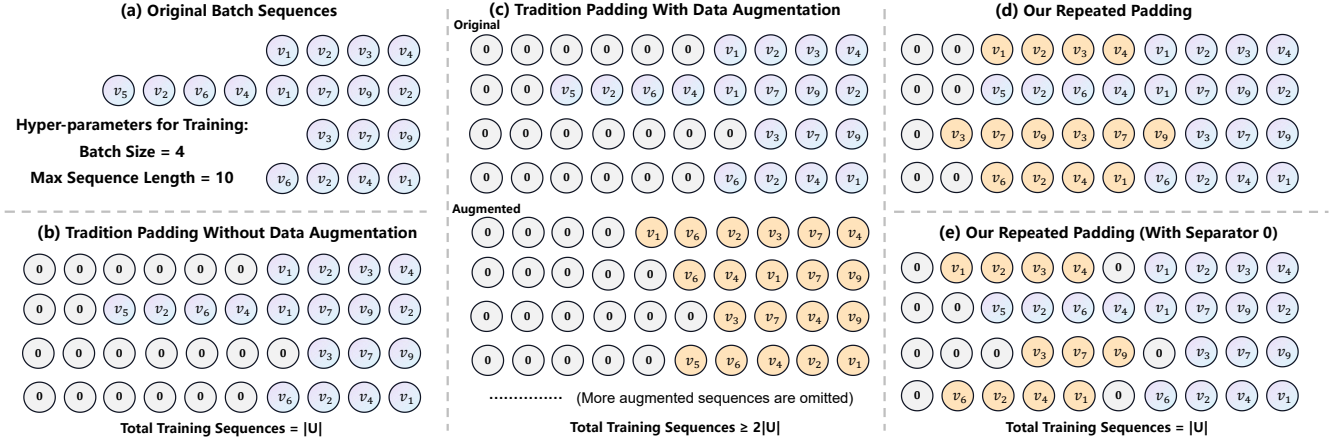 (a) Original Batch Sequences
v₁ v₂ v₃ v₄
v₅ v₂ v₆ v₄ v₁ v₇ v₉ v₂
Hyper-parameters for Training:
v₃ v₇ v₉
Batch Size = 4
Max Sequence Length = 10
v₆ v₂ v₄ v₁
(b) Tradition Padding Without Data Augmentation
0 0 0 0 0 0 v₁ v₂ v₃ v₄
0 0 v₅ v₂ v₆ v₄ v₁ v₇ v₉ v₂
0 0 0 0 0 0 0 v₃ v₇ v₉
0 0 0 0 0 0 v₆ v₂ v₄ v₁
Total Training Sequences = |U|
(c) Tradition Padding With Data Augmentation
Original
0 0 0 0 0 0 v₁ v₂ v₃ v₄
0 0 v₅ v₂ v₆ v₄ v₁ v₇ v₉ v₂
0 0 0 0 0 0 0 v₃ v₇ v₉
0 0 0 0 0 0 v₆ v₂ v₄ v₁
Augmented
0 0 0 0 v₁ v₆ v₂ v₃ v₇ v₄
0 0 0 0 0 v₆ v₄ v₁ v₇ v₉
0 0 0 0 0 0 v₃ v₇ v₄ v₉
0 0 0 0 0 v₅ v₆ v₄ v₂ v₁
(More augmented sequences are omitted)
Total Training Sequences ≥ 2|U|
(d) Our Repeated Padding
0 0 v₁ v₂ v₃ v₄ v₁ v₂ v₃ v₄
0 0 v₅ v₂ v₆ v₄ v₁ v₇ v₉ v₂
0 v₃ v₇ v₉ v₃ v₇ v₉ v₃ v₇ v₉
0 0 v₆ v₂ v₄ v₁ v₆ v₂ v₄ v₁
(e) Our Repeated Padding (With Separator 0)
0 v₁ v₂ v₃ v₄ 0 v₁ v₂ v₃ v₄
0 0 v₅ v₂ v₆ v₄ v₁ v₇ v₉ v₂
0 0 0 v₃ v₇ v₉ 0 v₃ v₇ v₉
0 v₆ v₂ v₄ v₁ 0 v₆ v₂ v₄ v₁
Total Training Sequences = |U|